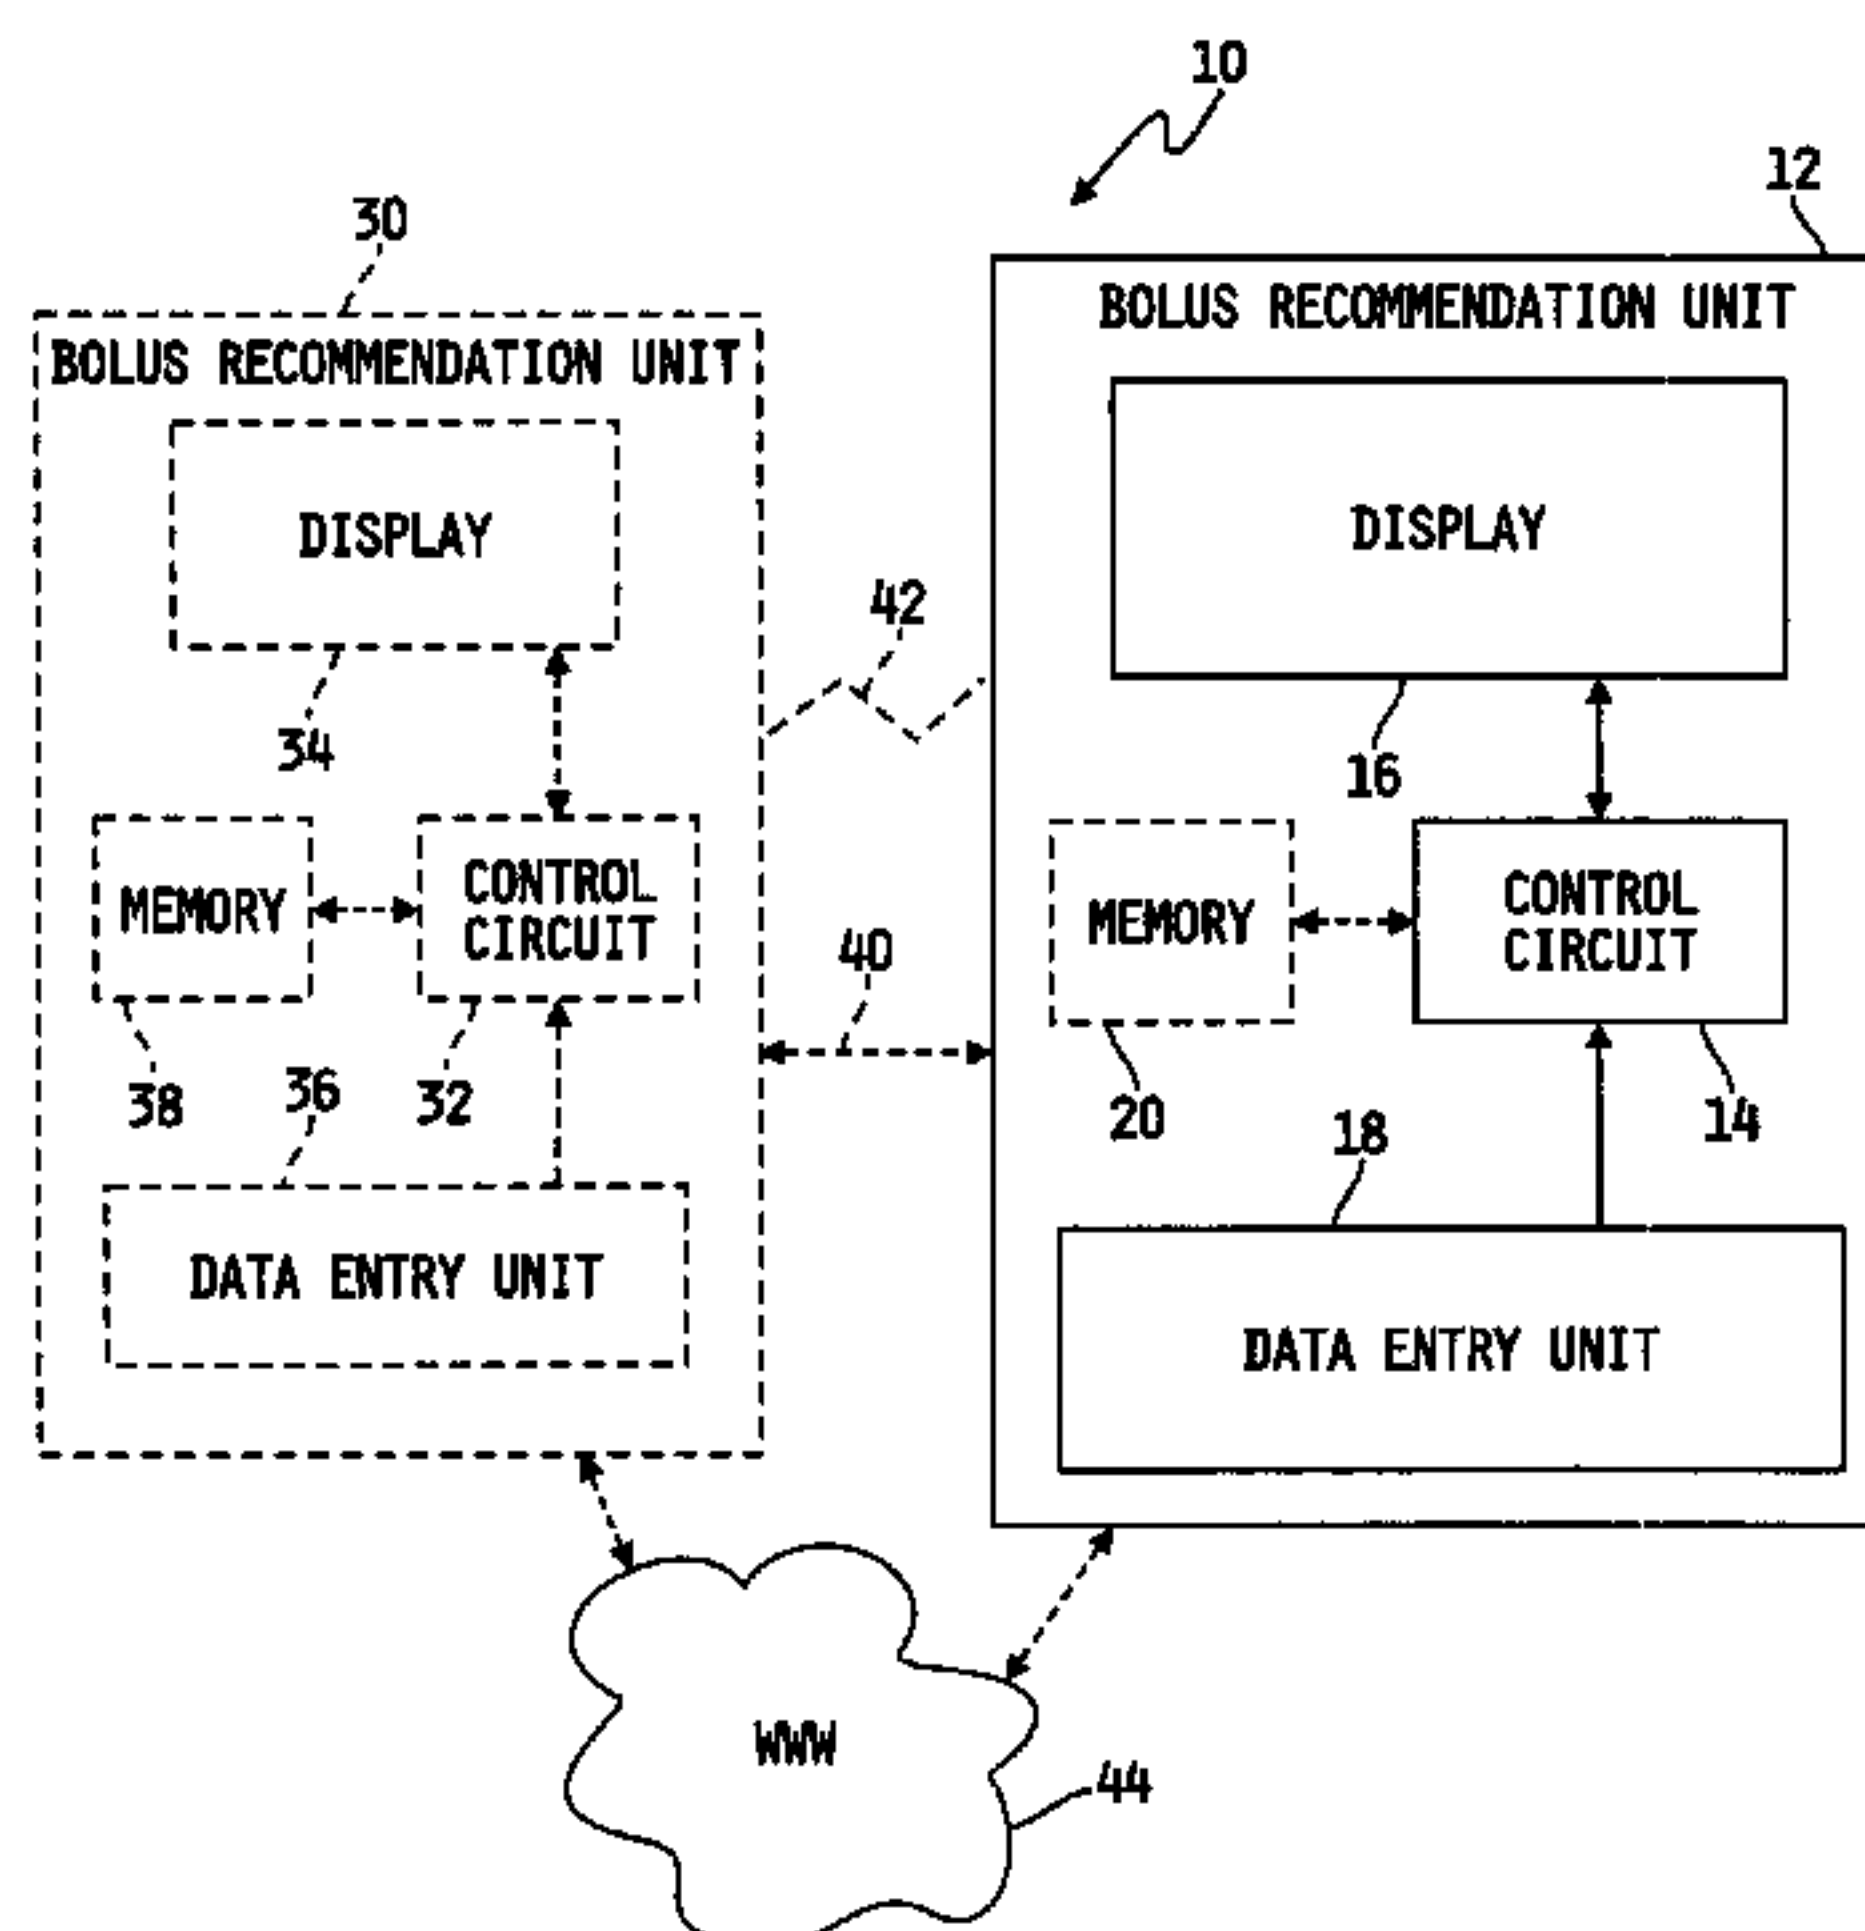 10
12
30
BOLUS RECOMMENDATION UNIT
BOLUS RECOMMENDATION UNIT
DISPLAY
DISPLAY
42
34
16
MEMORY
CONTROL
CIRCUIT
MEMORY
CONTROL
CIRCUIT
40
38
36
32
20
18
14
DATA ENTRY UNIT
DATA ENTRY UNIT
WWW
44